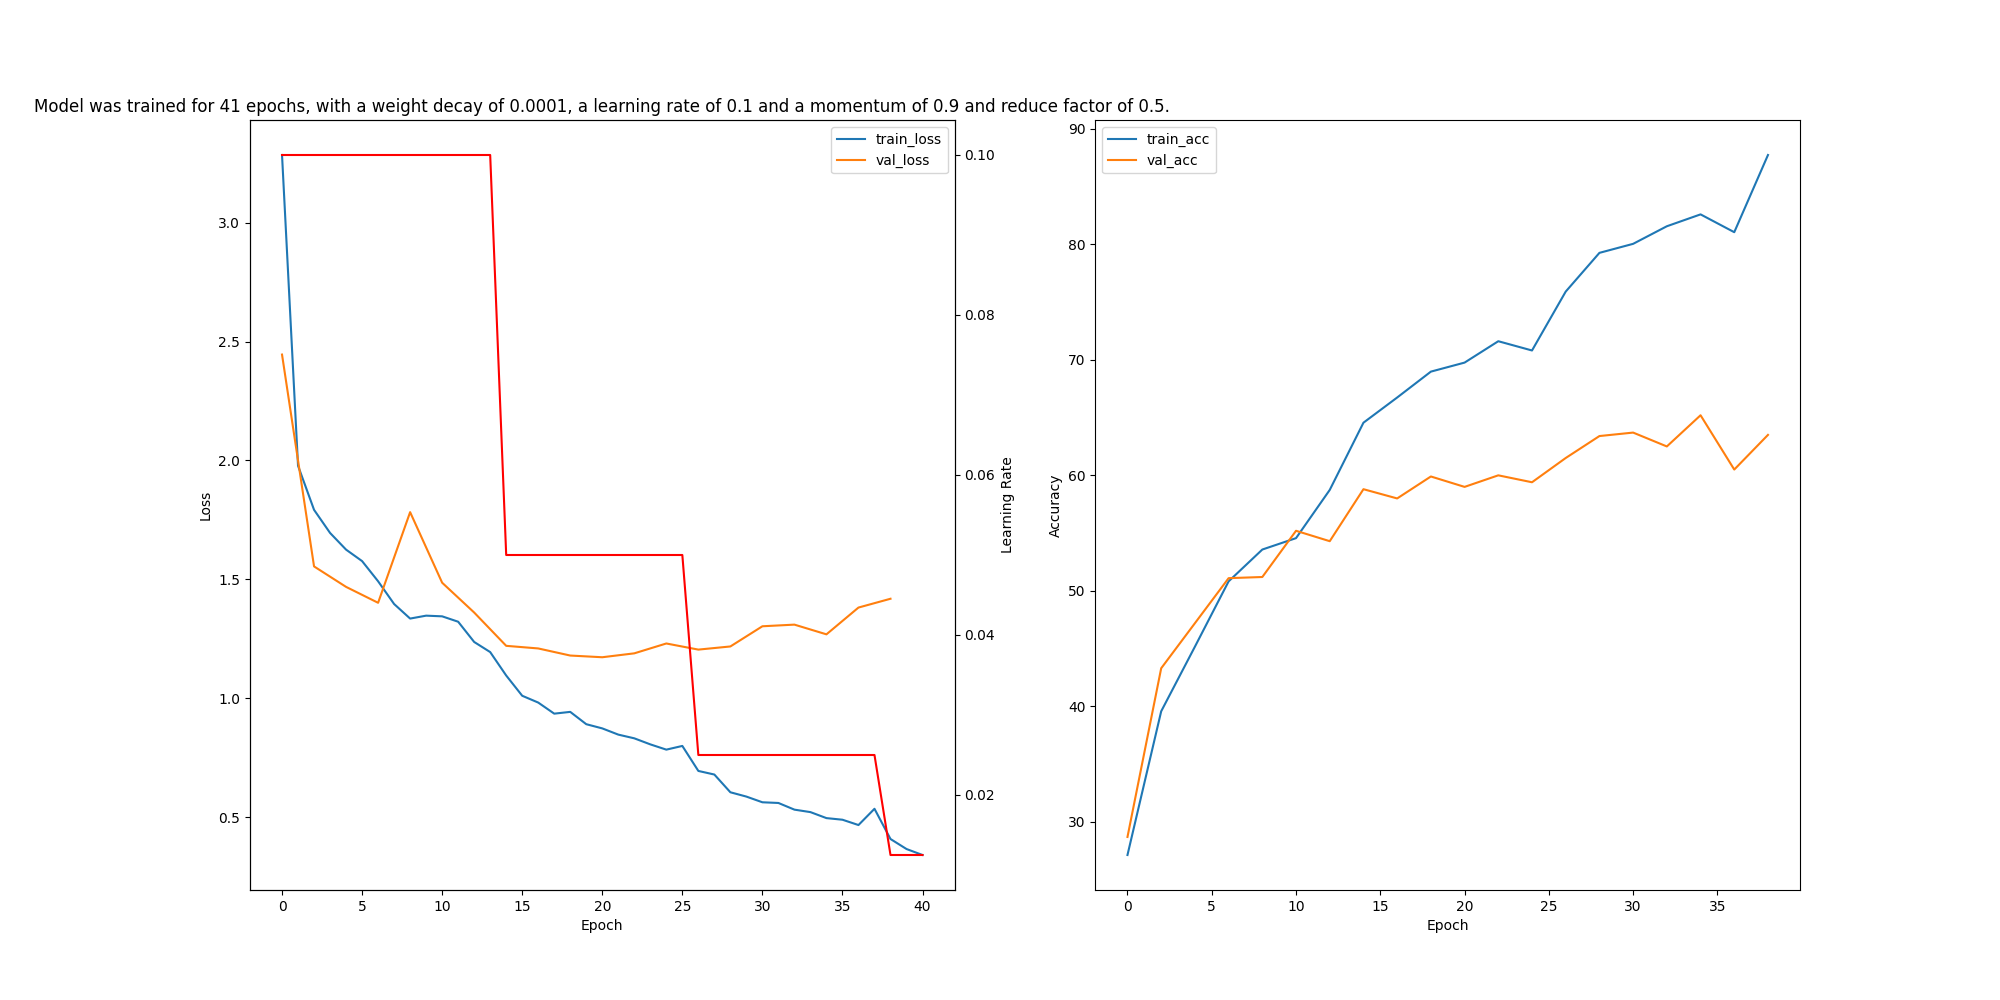 Model was trained for 41 epochs, with a weight decay of 0.0001, a learning rate of 0.1 and a momentum of 0.9 and reduce factor of 0.5.
train_loss
val_loss
3.0
2.5
2.0
1.5
1.0
0.5
Loss
0 5 10 15 20 25 30 35 40
Epoch
0.10
0.08
0.06
0.04
0.02
Learning Rate
train_acc
val_acc
90
80
70
60
50
40
30
Accuracy
0 5 10 15 20 25 30 35
Epoch